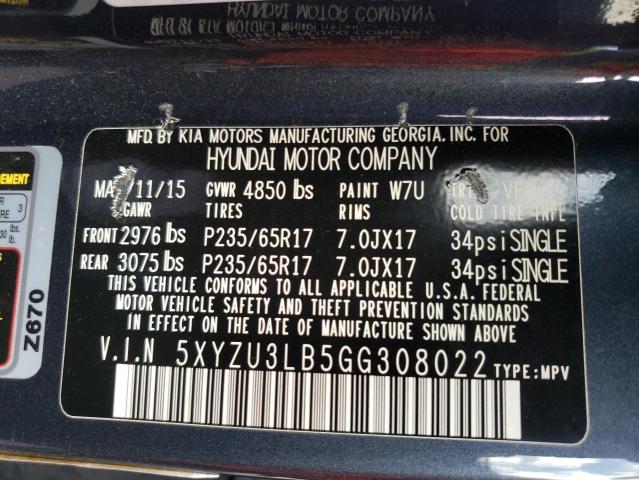 HYUNDAI MOTOR COMPANY
MFD. BY KIA MOTORS MANUFACTURING GEORGIA. INC. FOR
HYUNDAI MOTOR COMPANY
/11/15 GVWR 4850 lbs PAINT W7U
GAWR TIRES RIMS COLD TIRE INFL
FRONT 2976 lbs P235/65R17 7.0JX17 34psi SINGLE
REAR 3075 lbs P235/65R17 7.0JX17 34psi SINGLE
THIS VEHICLE CONFORMS TO ALL APPLICABLE U.S.A. FEDERAL
MOTOR VEHICLE SAFETY AND THEFT PREVENTION STANDARDS
IN EFFECT ON THE DATE OF MANUFACTURE SHOWN ABOVE
V.I.N 5XYZU3LB5GG308022 TYPE:MPV
Z670